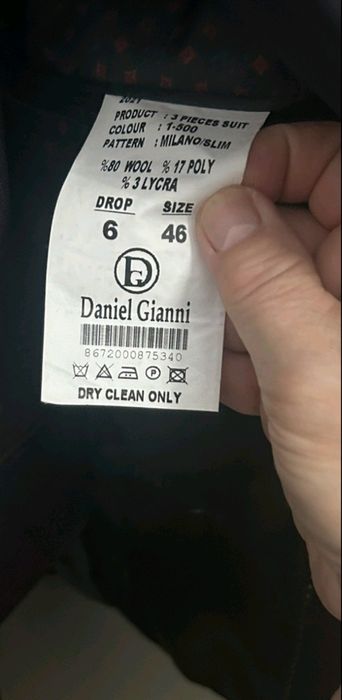 2021
PRODUCT : 3 PIECES SUIT
COLOUR : 1-500
PATTERN : MILANO/SLIM
%80 WOOL %17 POLY
%3 LYCRA
DROP SIZE
6 46
D
Daniel Gianni
8672000875340
P
DRY CLEAN ONLY